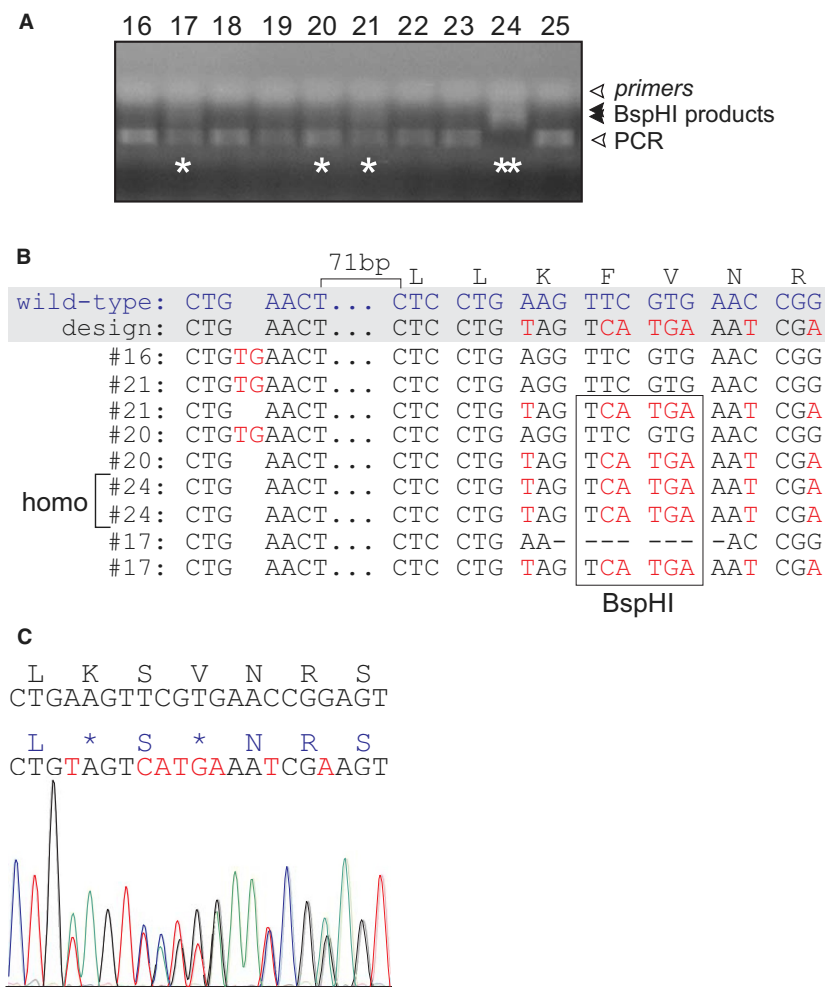 A
16 17 18 19 20 21 22 23 24 25
primers
BspHI products
PCR
* * * **
B
71bp
L L K F V N R
wild-type: CTG AACT... CTC CTG AAG TTC GTG AAC CGG
design: CTG AACT... CTC CTG TAG TCA TGA AAT CGA
#16: CTGTGAACT... CTC CTG AGG TTC GTG AAC CGG
#21: CTGTGAACT... CTC CTG AGG TTC GTG AAC CGG
#21: CTG AACT... CTC CTG TAG TCA TGA AAT CGA
#20: CTGTGAACT... CTC CTG AGG TTC GTG AAC CGG
#20: CTG AACT... CTC CTG TAG TCA TGA AAT CGA
homo
#24: CTG AACT... CTC CTG TAG TCA TGA AAT CGA
#24: CTG AACT... CTC CTG TAG TCA TGA AAT CGA
#17: CTG AACT... CTC CTG AA- --- --- -AC CGG
#17: CTG AACT... CTC CTG TAG TCA TGA AAT CGA
BspHI
C
L K S V N R S
CTGAAGTTCGTGAACCGGAGT
L * S * N R S
CTGTAGTCATGAAATCGAAGT